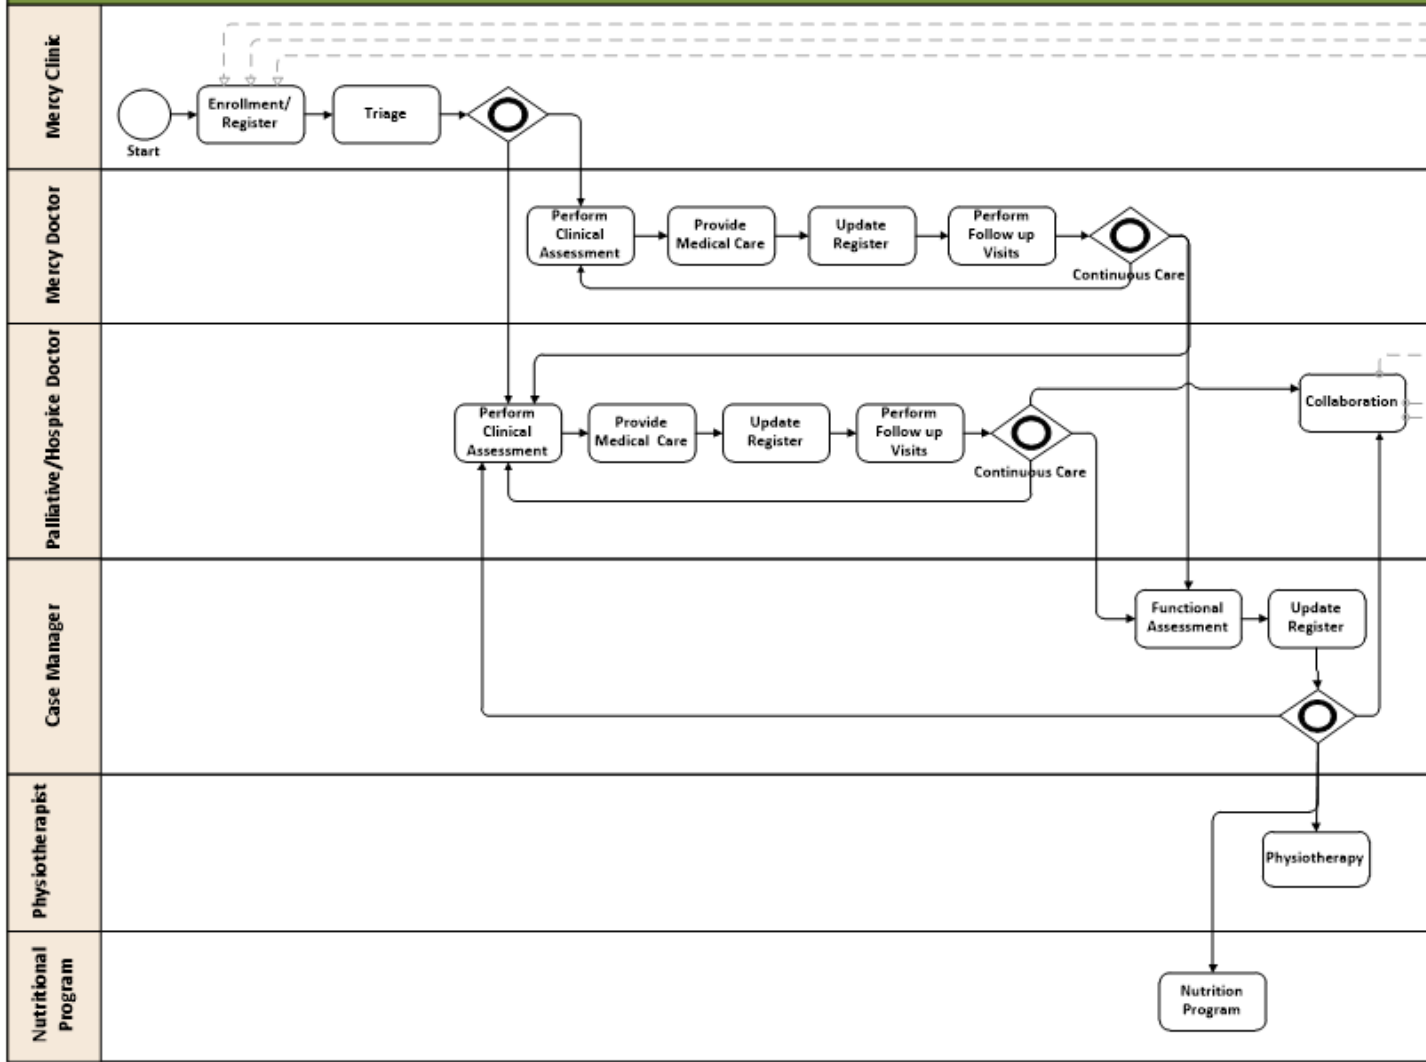 Mercy Clinic
Enrollment/
Register
Triage
Start
Mercy Doctor
Perform
Clinical
Assessment
Provide
Medical Care
Update
Register
Perform
Follow up
Visits
Continuous Care
Palliative/Hospice Doctor
Perform
Clinical
Assessment
Provide
Medical Care
Update
Register
Perform
Follow up
Visits
Continuous Care
Collaboration
Case Manager
Functional
Assessment
Update
Register
Physiotherapist
Physiotherapy
Nutritional
Program
Nutrition
Program